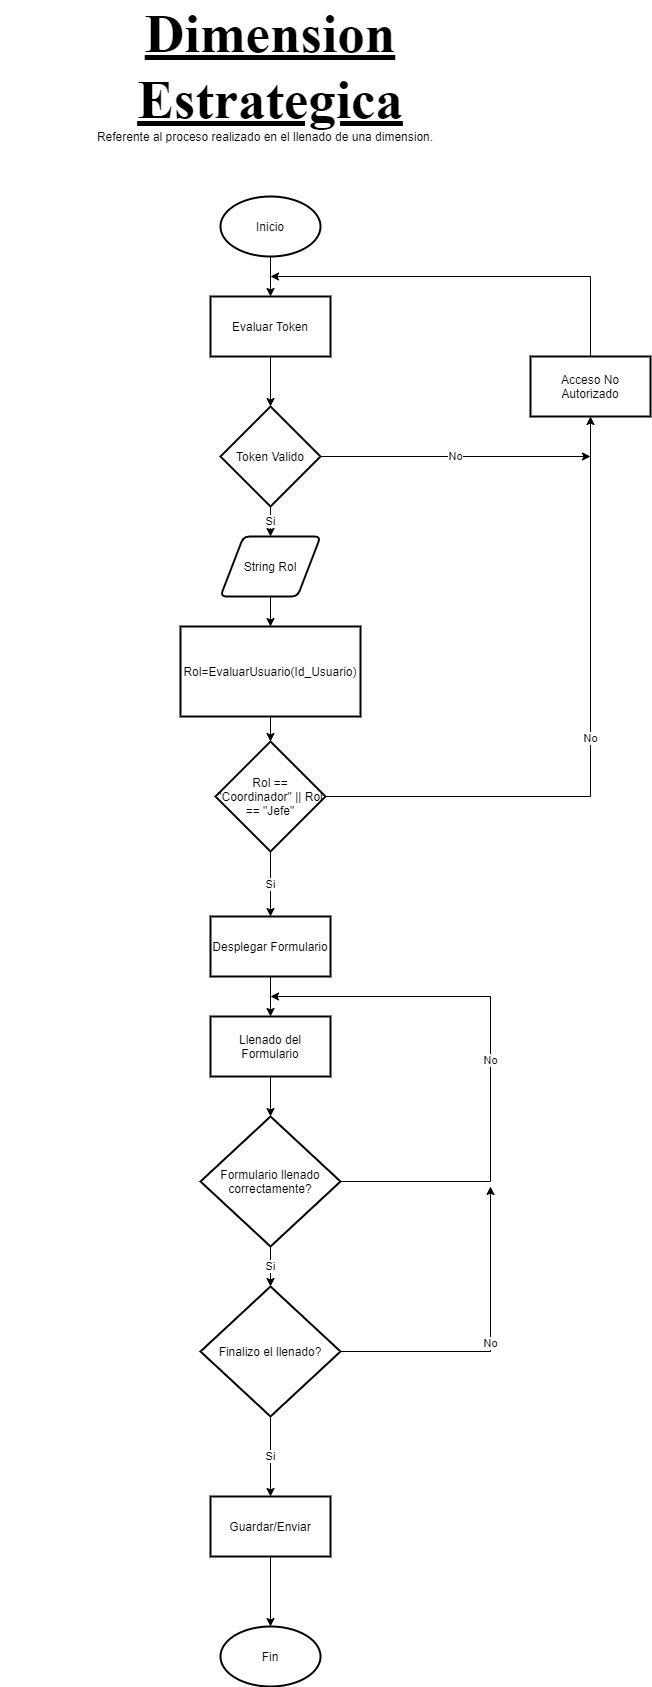 Dimension
Estrategica
Referente al proceso realizado en el llenado de una dimension.
Inicio
Evaluar Token
Acceso No
Autorizado
Token Valido
No
Si
String Rol
Rol=EvaluarUsuario(Id_Usuario)
No
Rol ==
"Coordinador" || Rol
== "Jefe"
Si
Desplegar Formulario
Llenado del
Formulario
No
Formulario llenado
correctamente?
Si
Finalizo el llenado?
No
Si
Guardar/Enviar
Fin